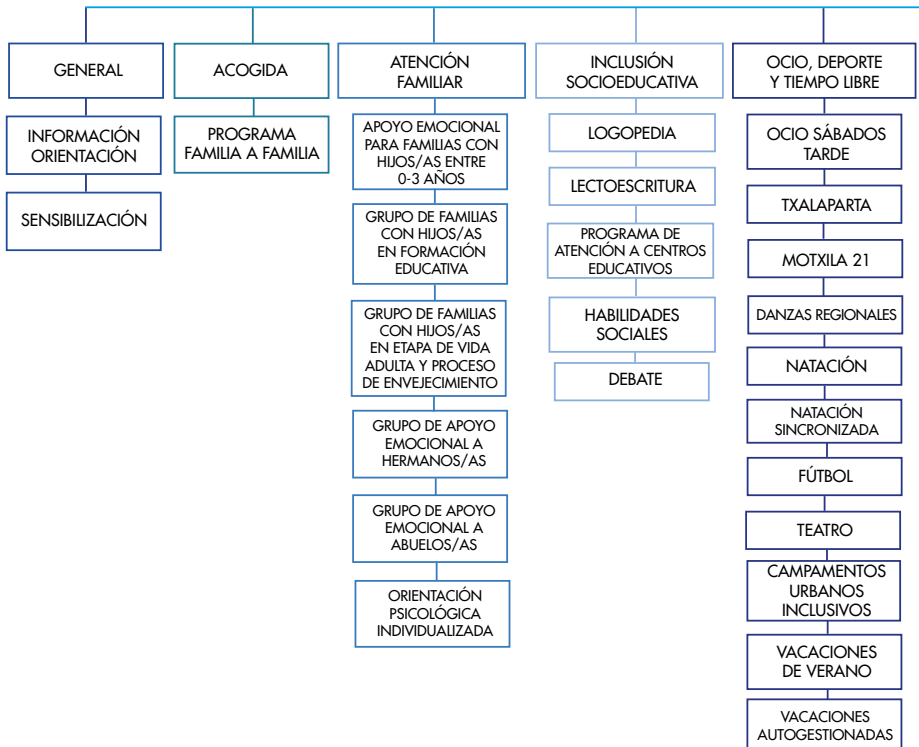 GENERAL
INFORMACIÓN
ORIENTACIÓN
SENSIBILIZACIÓN
ACOGIDA
PROGRAMA
FAMILIA A FAMILIA
ATENCIÓN
FAMILIAR
APOYO EMOCIONAL
PARA FAMILIAS CON
HIJOS/AS ENTRE
0-3 AÑOS
GRUPO DE FAMILIAS
CON HIJOS/AS
EN FORMACIÓN
EDUCATIVA
GRUPO DE FAMILIAS
CON HIJOS/AS
EN ETAPA DE VIDA
ADULTA Y PROCESO
DE ENVEJECIMIENTO
GRUPO DE APOYO
EMOCIONAL A
HERMANOS/AS
GRUPO DE APOYO
EMOCIONAL A
ABUELOS/AS
ORIENTACIÓN
PSICOLÓGICA
INDIVIDUALIZADA
INCLUSIÓN
SOCIOEDUCATIVA
LOGOPEDIA
LECTOESCRITURA
PROGRAMA DE
ATENCIÓN A CENTROS
EDUCATIVOS
HABILIDADES
SOCIALES
DEBATE
OCIO, DEPORTE
Y TIEMPO LIBRE
OCIO SÁBADOS
TARDE
TXALAPARTA
MOTXILA 21
DANZAS REGIONALES
NATACIÓN
NATACIÓN
SINCRONIZADA
FÚTBOL
TEATRO
CAMPAMENTOS
URBANOS
INCLUSIVOS
VACACIONES
DE VERANO
VACACIONES
AUTOGESTIONADAS